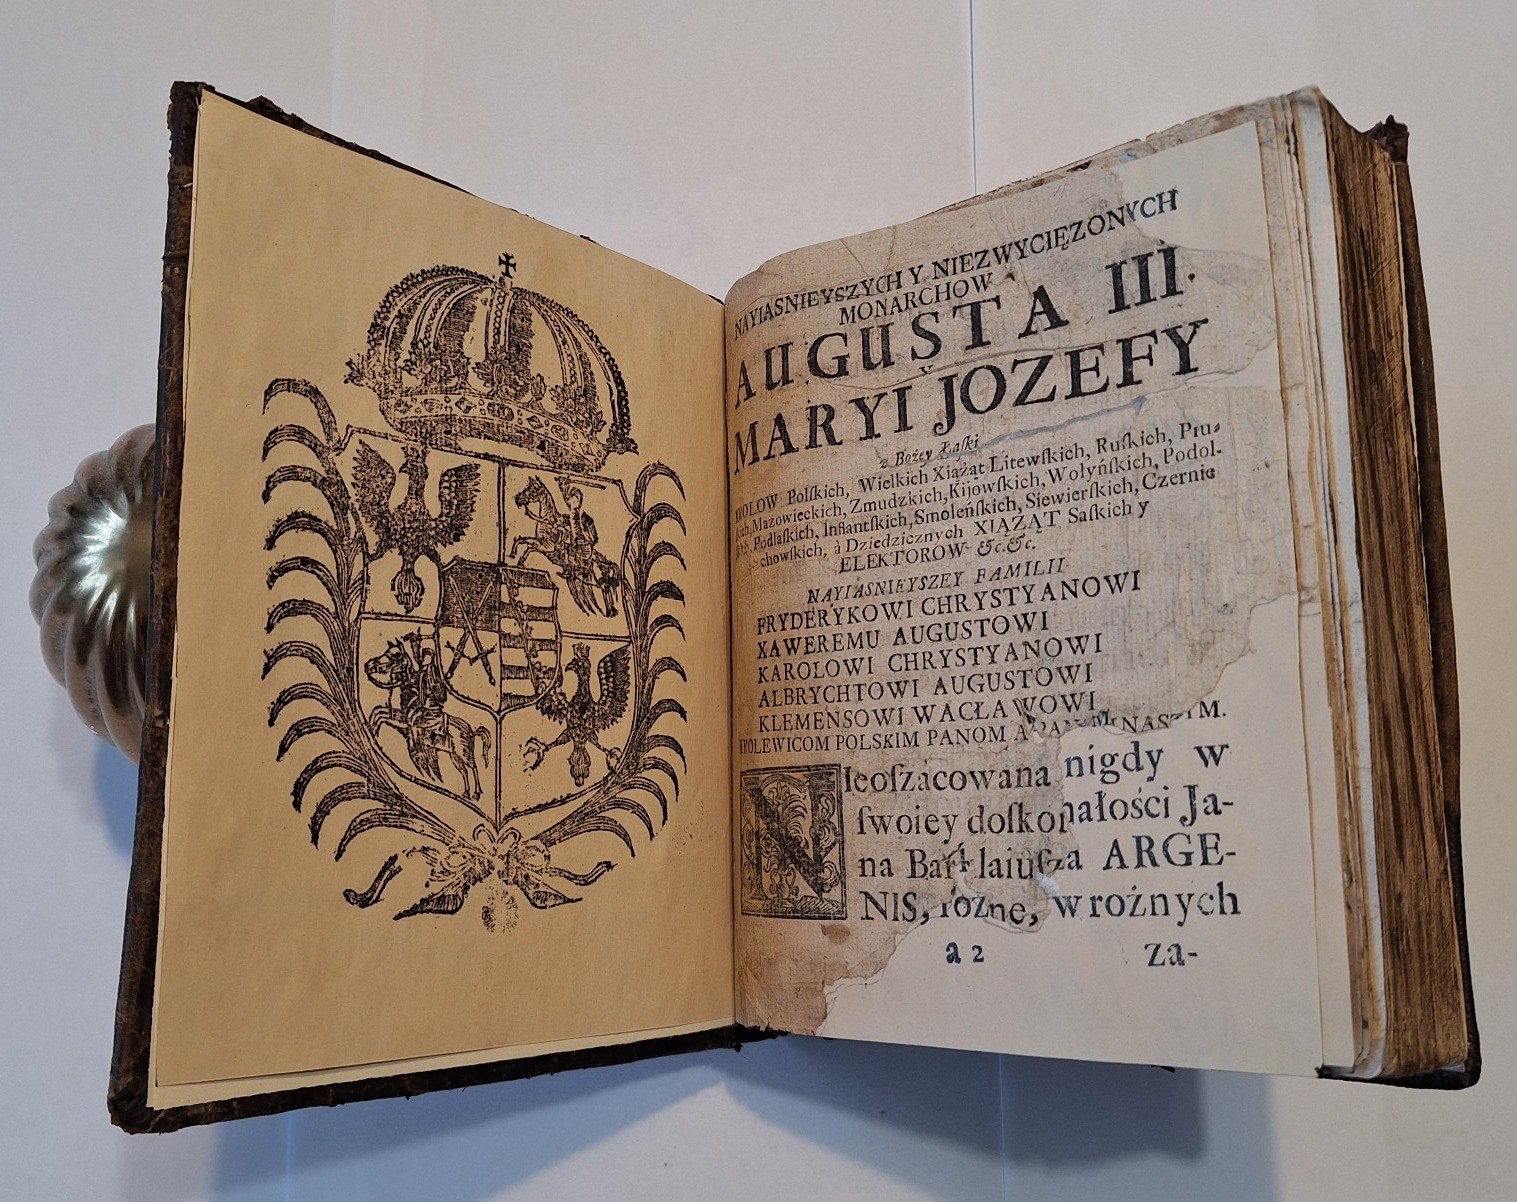 NAYIASNIEYSZYCH Y NIEZWYCIĘZONYCH
MONARCHOW
AUGUSTA III.
Y
MARYI JOZEFY
z Bożey Łaſki
KROLOW Polſkich, Wielkich Xiążąt Litewſkich, Ruſkich, Pru-
ſkich, Mazowieckich, Zmudzkich, Kijowſkich, Wołyńſkich, Podol-
ſkich, Podlaſkich, Inflantſkich, Smoleńſkich, Siewierſkich, Czernie
chowſkich, à Dziedzicznych XIĄŻĄT Saſkich y
ELEKTOROW &c. &c.
NAYIASNIEYSZEY FAMILII
FRYDERYKOWI CHRYSTYANOWI
XAWEREMU AUGUSTOWI
KAROLOWI CHRYSTYANOWI
ALBRYCHTOWI AUGUSTOWI
KLEMENSOWI WACŁAWOWI
KROLEWICOM POLSKIM PANOM A PANOM NASZYM.
Nieoſzacowana nigdy w
ſwoiey doſkonałości Ja-
na Barklaiuſza ARGE-
NIS, rożne, w rożnych
a 2 za-